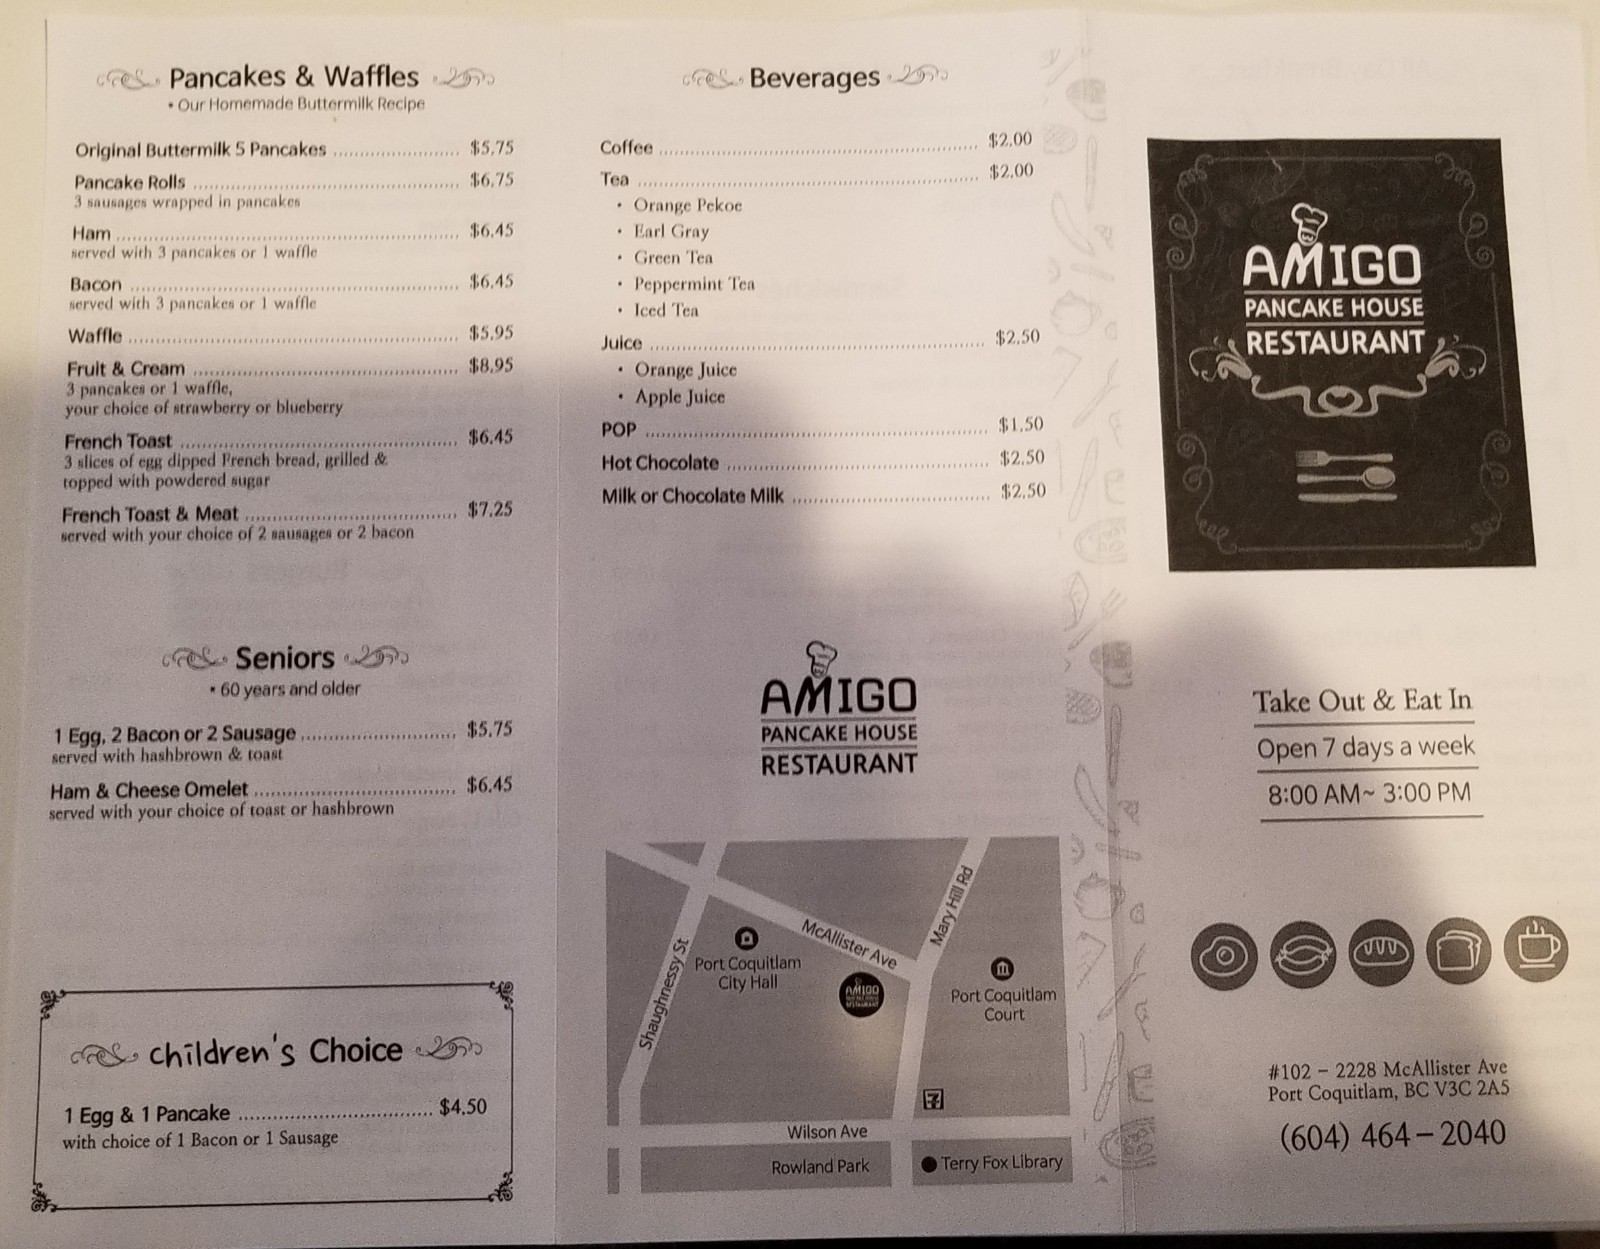 Pancakes & Waffles
• Our Homemade Buttermilk Recipe
Original Buttermilk 5 Pancakes ........................ $5.75
Pancake Rolls ........................ $6.75
3 sausages wrapped in pancakes
Ham ........................ $6.45
served with 3 pancakes or 1 waffle
Bacon ........................ $6.45
served with 3 pancakes or 1 waffle
Waffle ........................ $5.95
Fruit & Cream ........................ $8.95
3 pancakes or 1 waffle,
your choice of strawberry or blueberry
French Toast ........................ $6.45
3 slices of egg dipped French bread, grilled &
topped with powdered sugar
French Toast & Meat ........................ $7.25
served with your choice of 2 sausages or 2 bacon
Seniors
• 60 years and older
1 Egg, 2 Bacon or 2 Sausage ........................ $5.75
served with hashbrown & toast
Ham & Cheese Omelet ........................ $6.45
served with your choice of toast or hashbrown
children's Choice
1 Egg & 1 Pancake ........................ $4.50
with choice of 1 Bacon or 1 Sausage
Beverages
Coffee ........................ $2.00
Tea ........................ $2.00
• Orange Pekoe
• Earl Gray
• Green Tea
• Peppermint Tea
• Iced Tea
Juice ........................ $2.50
• Orange Juice
• Apple Juice
POP ........................ $1.50
Hot Chocolate ........................ $2.50
Milk or Chocolate Milk ........................ $2.50
AMIGO
PANCAKE HOUSE
RESTAURANT
Shaughnessy St
McAllister Ave
Mary Hill Rd
Port Coquitlam
City Hall
AMIGO
PANCAKE HOUSE
RESTAURANT
Port Coquitlam
Court
7
Wilson Ave
Rowland Park
Terry Fox Library
AMIGO
PANCAKE HOUSE
RESTAURANT
Take Out & Eat In
Open 7 days a week
8:00 AM~ 3:00 PM
#102 – 2228 McAllister Ave
Port Coquitlam, BC V3C 2A5
(604) 464–2040